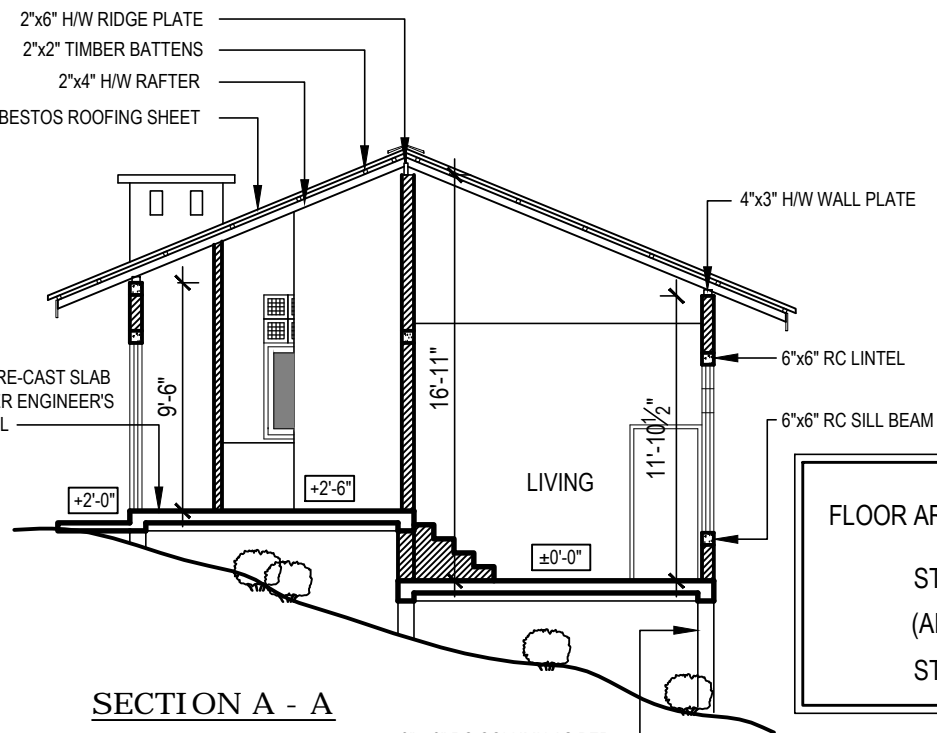 2"x6" H/W RIDGE PLATE
2"x2" TIMBER BATTENS
2"x4" H/W RAFTER
BESTOS ROOFING SHEET
4"x3" H/W WALL PLATE
6"x6" RC LINTEL
RE-CAST SLAB
ER ENGINEER'S
L
9'-6"
16'-11"
11'-10½"
6"x6" RC SILL BEAM
LIVING
+2'-0"
+2'-6"
±0'-0"
FLOOR AR
ST
(A
ST
SECTION A - A